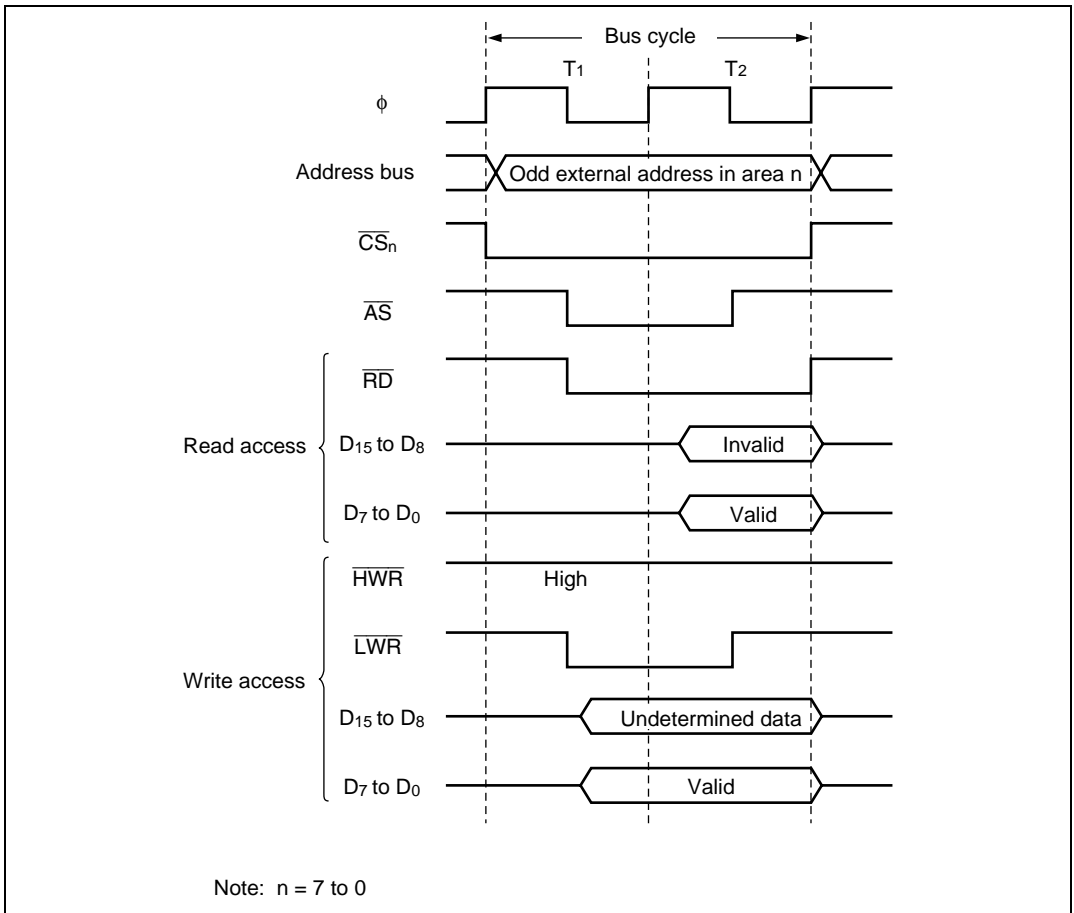 Bus cycle
T1 T2
ϕ
Address bus Odd external address in area n
CSn
AS
RD
Read access D15 to D8 Invalid
D7 to D0 Valid
HWR High
LWR
Write access
D15 to D8 Undetermined data
D7 to D0 Valid
Note: n = 7 to 0